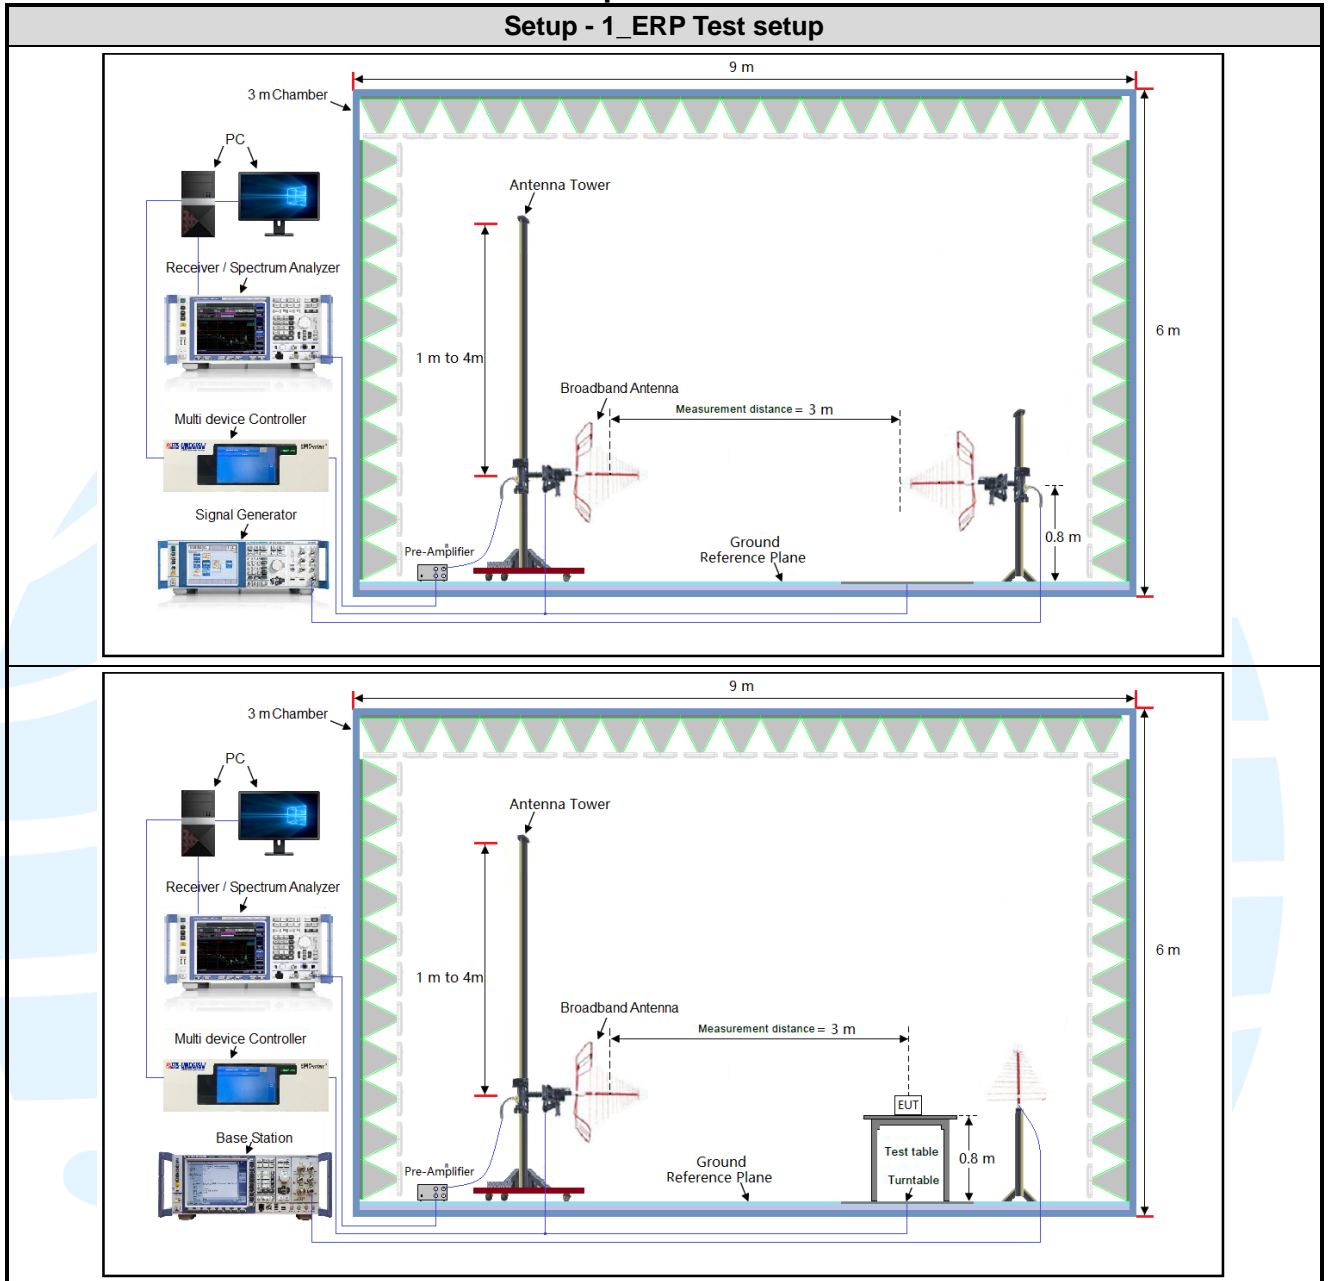 Setup - 1_ERP Test setup
9 m
3 m Chamber
PC
Antenna Tower
Receiver / Spectrum Analyzer
6 m
1 m to 4m
Broadband Antenna
Measurement distance = 3 m
Multi device Controller
Signal Generator
Ground
Reference Plane
0.8 m
Pre-Amplifier
9 m
3 m Chamber
PC
Antenna Tower
Receiver / Spectrum Analyzer
6 m
1 m to 4m
Broadband Antenna
Measurement distance = 3 m
Multi device Controller
EUT
Base Station
Test table
0.8 m
Ground
Reference Plane
Pre-Amplifier
Turntable